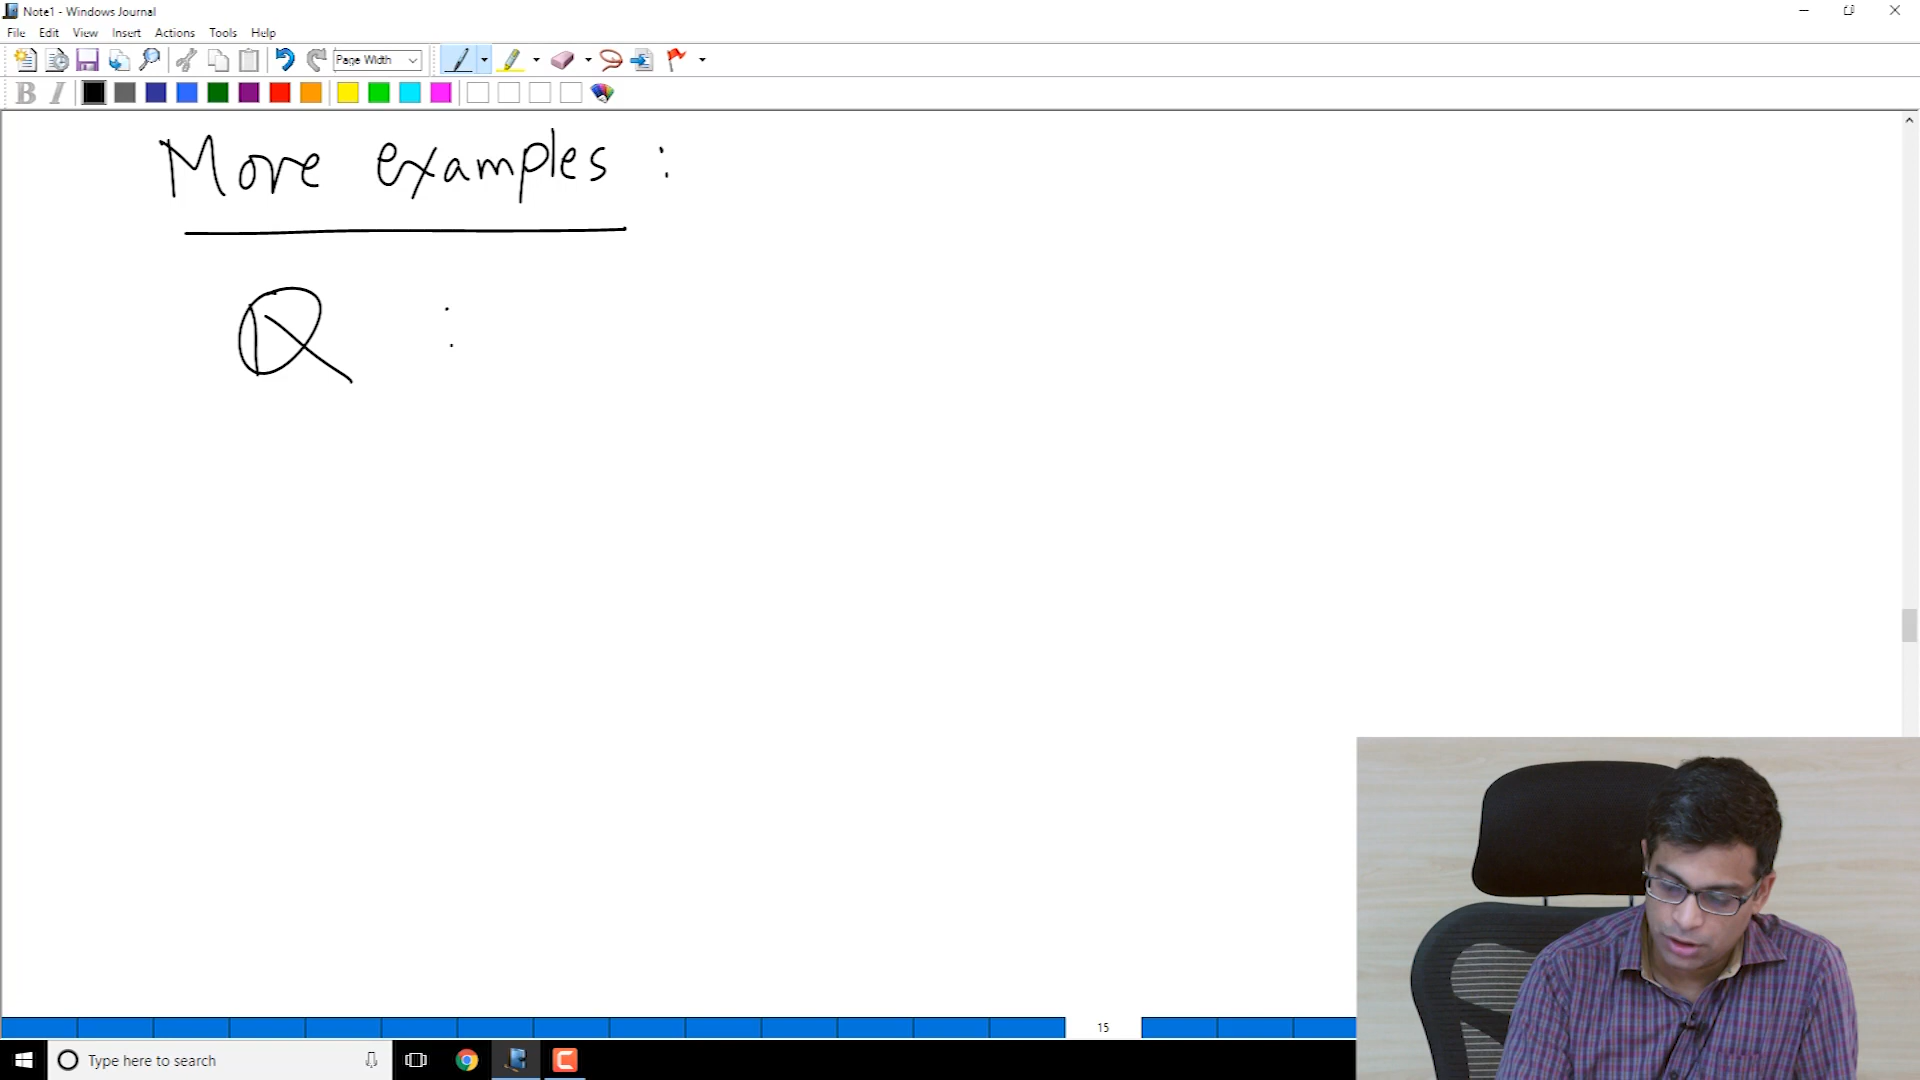 Note1 - Windows Journal
File Edit View Insert Actions Tools Help
Page Width
B I
More examples :
ℚ :
15
Type here to search